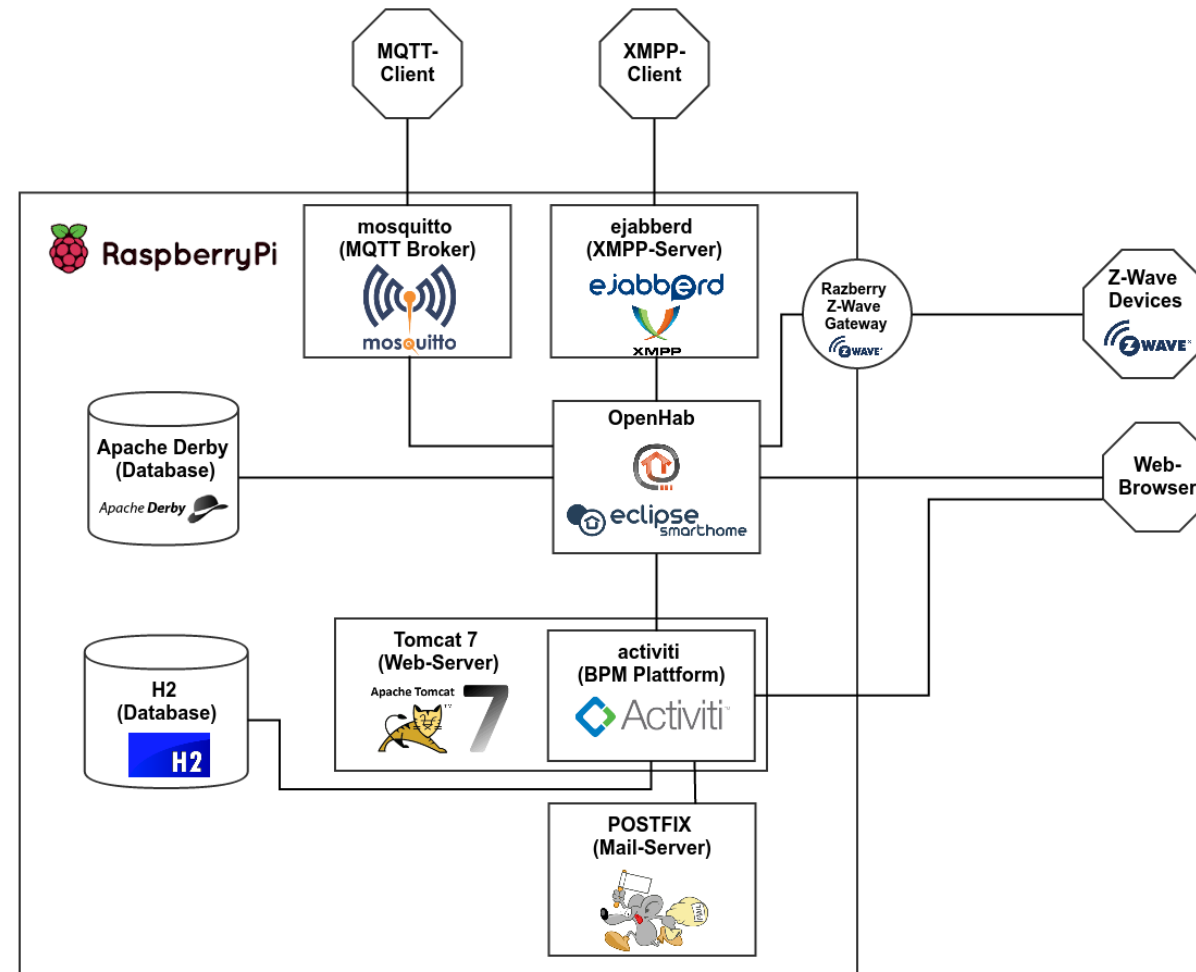 MQTT-
Client
XMPP-
Client
RaspberryPi
mosquitto
(MQTT Broker)
mosquitto
ejabberd
(XMPP-Server)
ejabberd
XMPP
Razberry
Z-Wave
Gateway
Z WAVE
Z-Wave
Devices
Z WAVE
Apache Derby
(Database)
Apache Derby
OpenHab
eclipse
smarthome
Web-
Browser
Tomcat 7
(Web-Server)
Apache Tomcat
TM
7
activiti
(BPM Plattform)
Activiti
H2
(Database)
H2
POSTFIX
(Mail-Server)